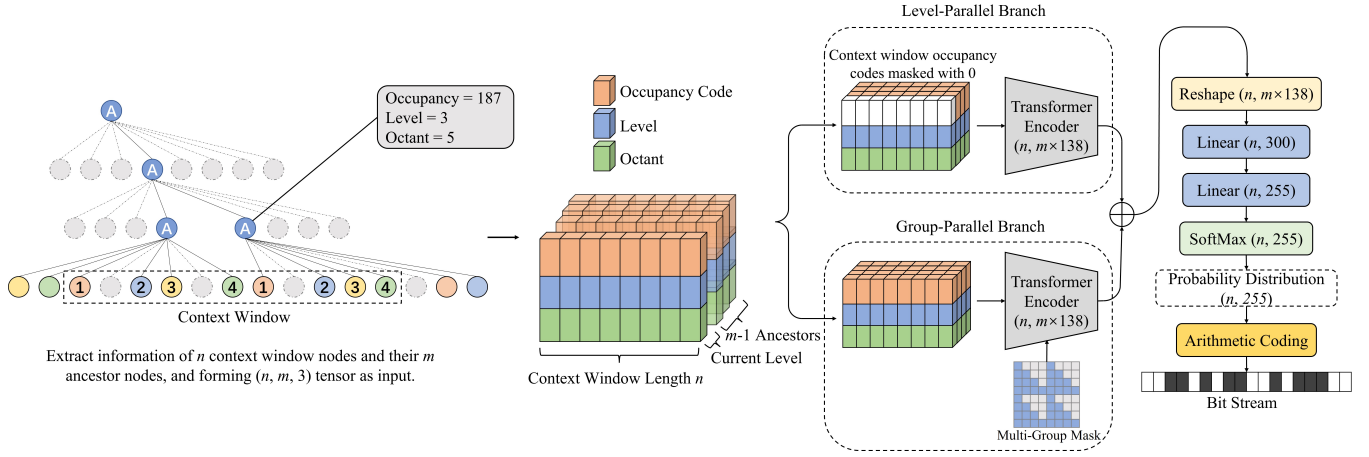 A
Occupancy = 187
Level = 3
Octant = 5
A
A
A
1
2
3
4
1
2
3
4
Context Window
Extract information of n context window nodes and their m
ancestor nodes, and forming (n, m, 3) tensor as input.
Occupancy Code
Level
Octant
m-1 Ancestors
Current Level
Context Window Length n
Level-Parallel Branch
Context window occupancy
codes masked with 0
Transformer
Encoder
(n, m×138)
Group-Parallel Branch
Transformer
Encoder
(n, m×138)
Multi-Group Mask
Reshape (n, m×138)
Linear (n, 300)
Linear (n, 255)
SoftMax (n, 255)
Probability Distribution
(n, 255)
Arithmetic Coding
Bit Stream